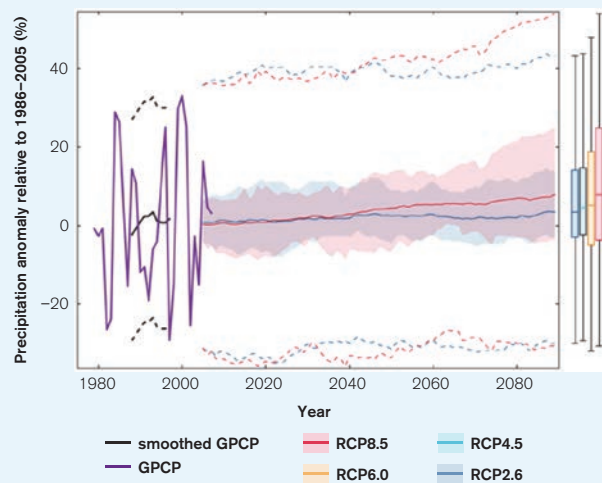 Precipitation anomaly relative to 1986–2005 (%)
40
20
0
−20
1980 2000 2020 2040 2060 2080
Year
smoothed GPCP
GPCP
RCP8.5
RCP6.0
RCP4.5
RCP2.6